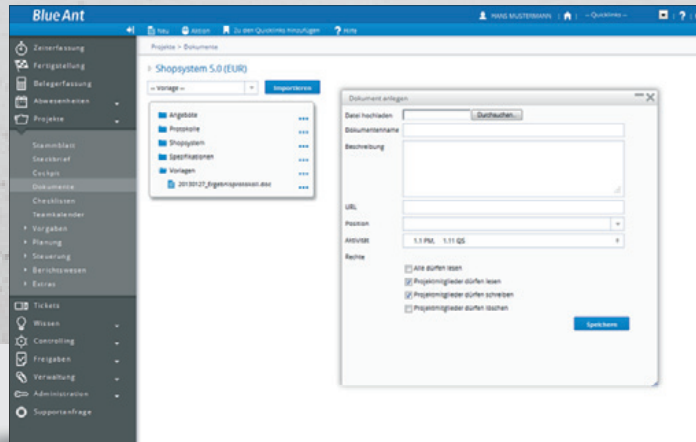 Blue Ant
HANS MUSTERMANN
-- Quicklinks --
Neu
Aktion
Zu den Quicklinks hinzufügen
Hilfe
Zeiterfassung
Fertigstellung
Belegerfassung
Abwesenheiten
Projekte
Stammblatt
Steckbrief
Cockpit
Dokumente
Checklisten
Teamkalender
Vorgaben
Planung
Steuerung
Berichtswesen
Extras
Tickets
Wissen
Controlling
Freigaben
Verwaltung
Administration
Supportanfrage
Projekte > Dokumente
Shopsystem 5.0 (EUR)
-- Vorlage --
Importieren
Angebote
Protokolle
Shopsystem
Spezifikationen
Vorlagen
20130127_Ergebnisprotokoll.doc
Dokument anlegen
Datei hochladen
Durchsuchen..
Dokumentenname
Beschreibung
URL
Position
Aktivität
1.1 PM, 1.11 QS
Rechte
Alle dürfen lesen
Projektmitglieder dürfen lesen
Projektmitglieder dürfen schreiben
Projektmitglieder dürfen löschen
Speichern